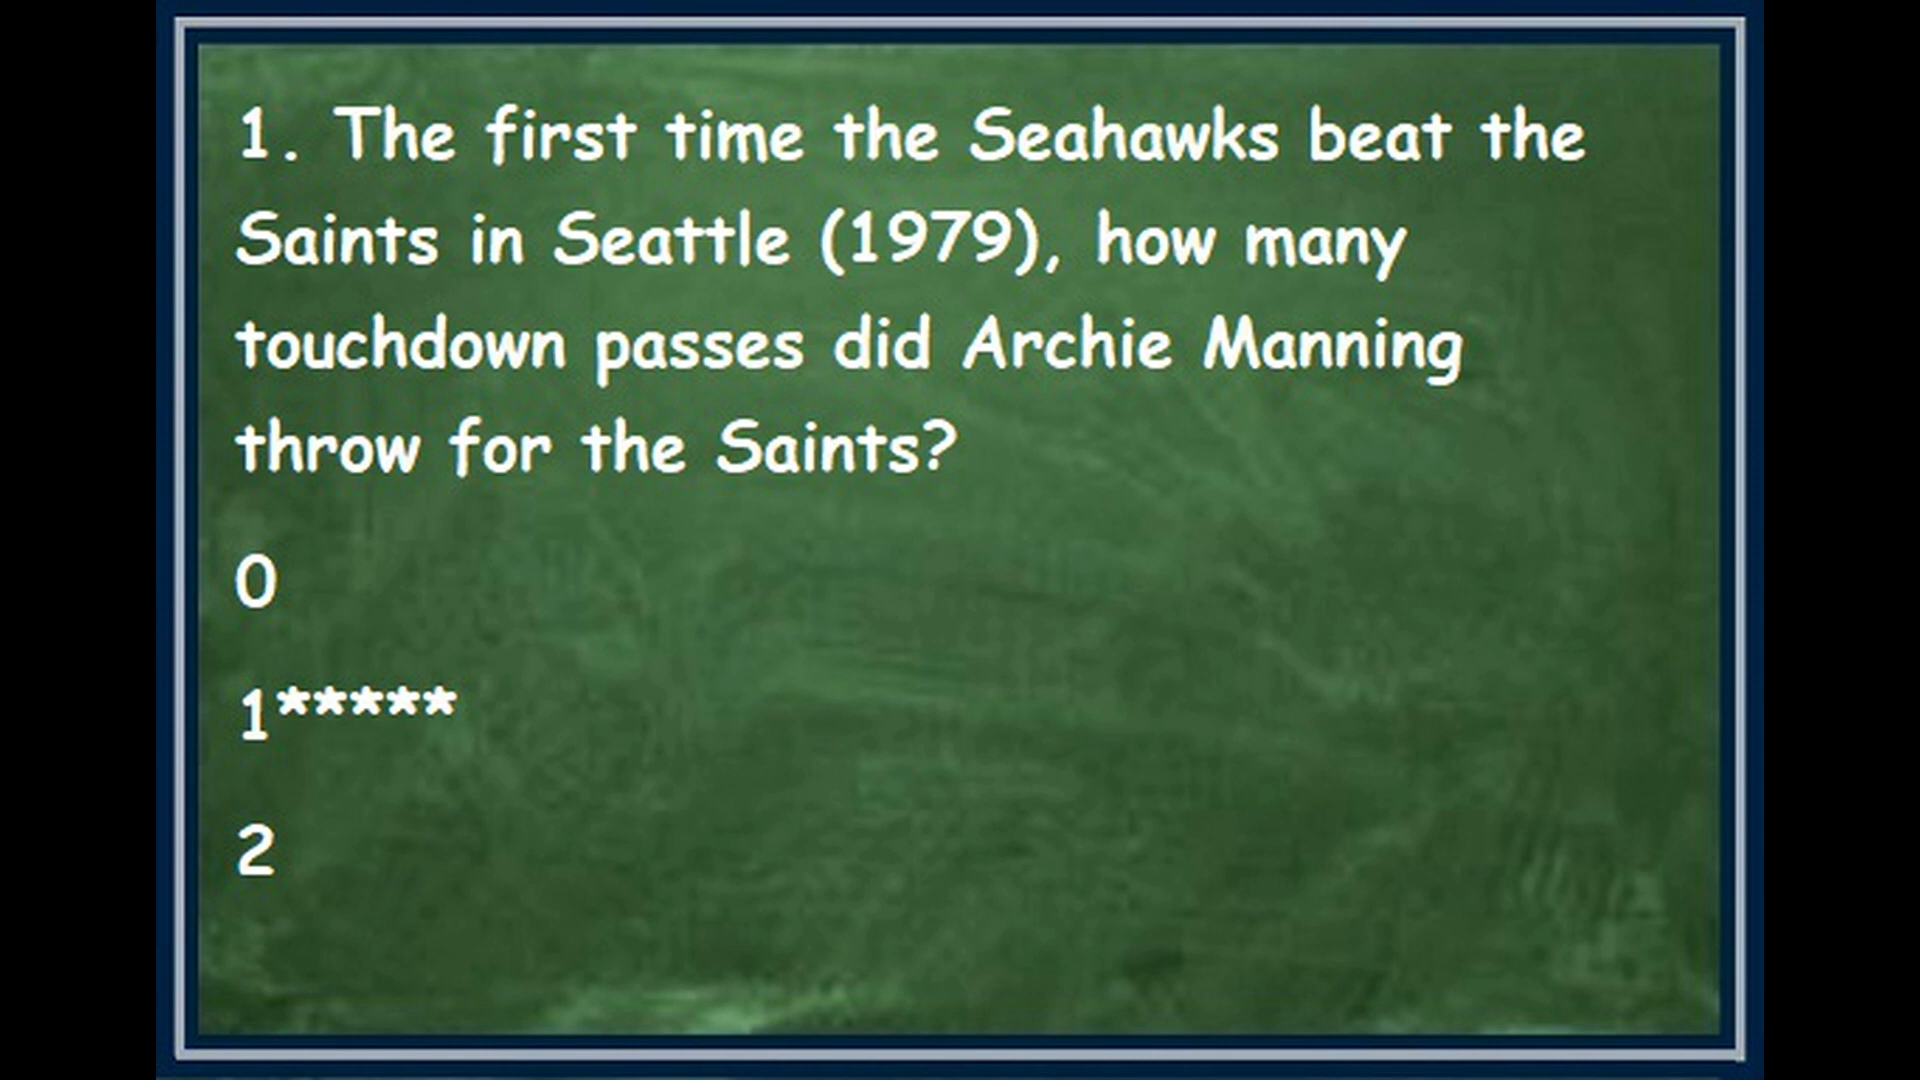 1. The first time the Seahawks beat the
Saints in Seattle (1979), how many
touchdown passes did Archie Manning
throw for the Saints?
0
1*****
2